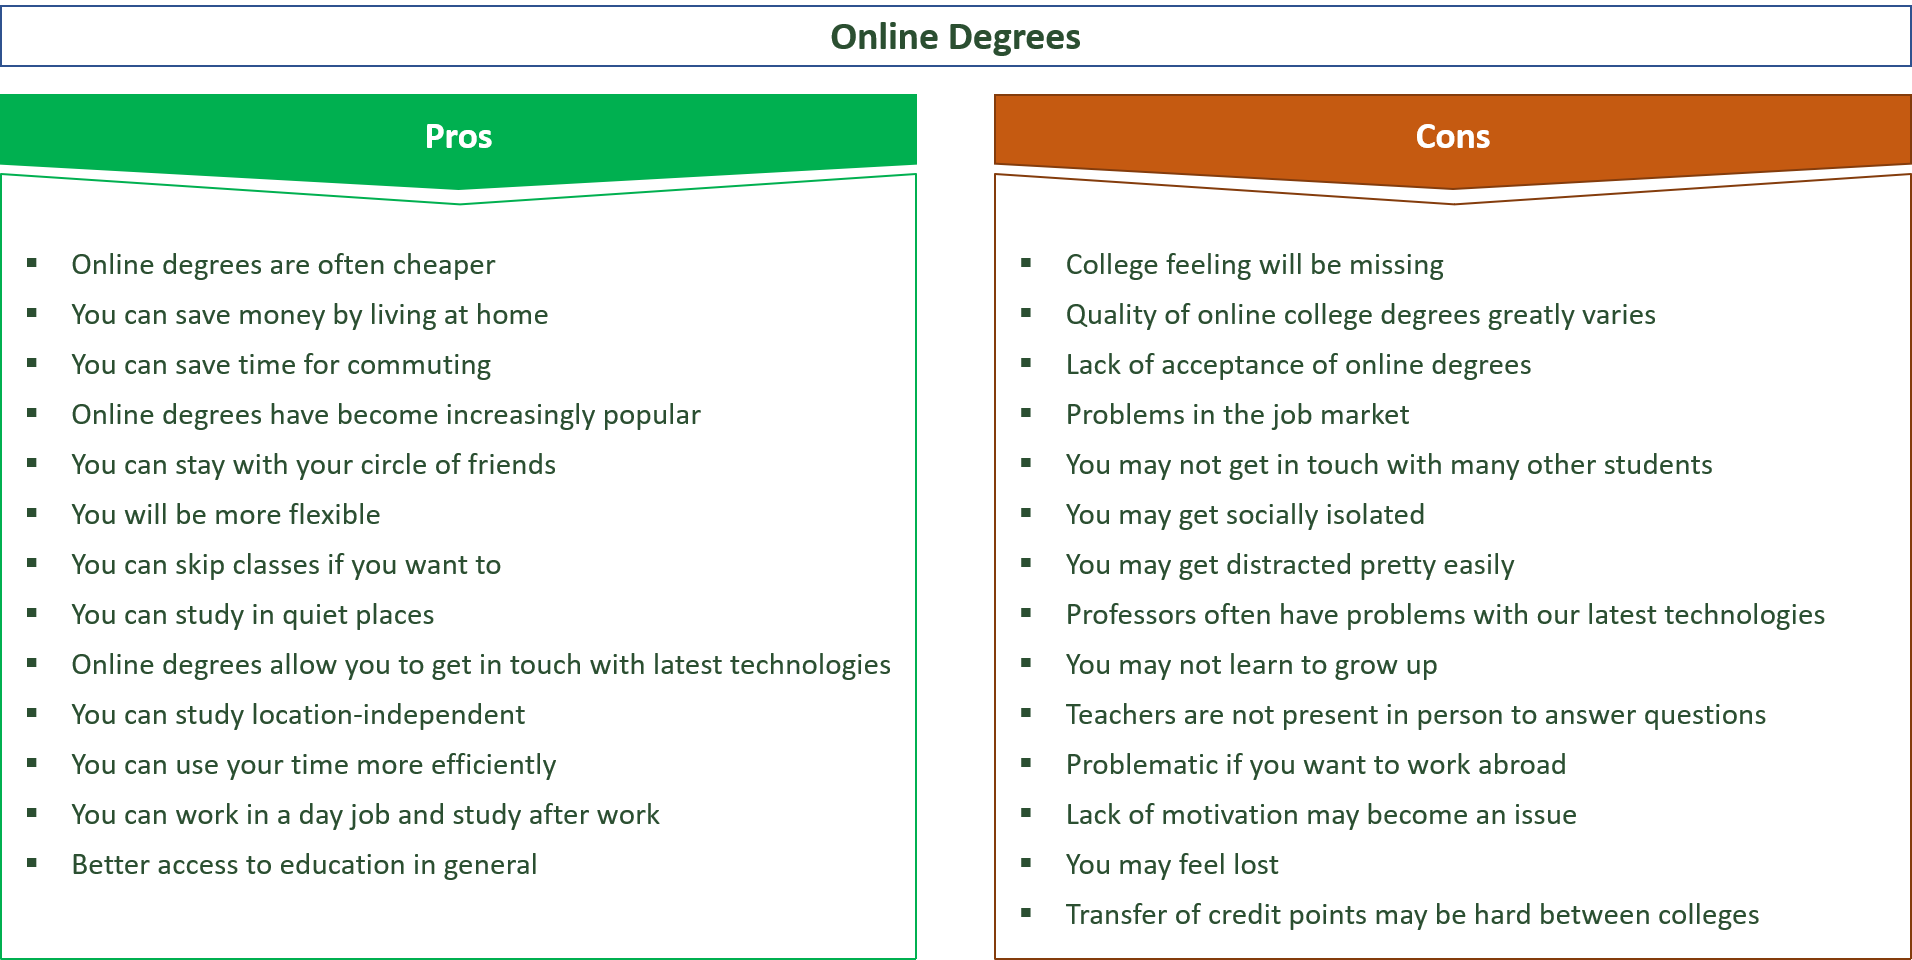 Online Degrees
Pros
▪ Online degrees are often cheaper
▪ You can save money by living at home
▪ You can save time for commuting
▪ Online degrees have become increasingly popular
▪ You can stay with your circle of friends
▪ You will be more flexible
▪ You can skip classes if you want to
▪ You can study in quiet places
▪ Online degrees allow you to get in touch with latest technologies
▪ You can study location-independent
▪ You can use your time more efficiently
▪ You can work in a day job and study after work
▪ Better access to education in general
Cons
▪ College feeling will be missing
▪ Quality of online college degrees greatly varies
▪ Lack of acceptance of online degrees
▪ Problems in the job market
▪ You may not get in touch with many other students
▪ You may get socially isolated
▪ You may get distracted pretty easily
▪ Professors often have problems with our latest technologies
▪ You may not learn to grow up
▪ Teachers are not present in person to answer questions
▪ Problematic if you want to work abroad
▪ Lack of motivation may become an issue
▪ You may feel lost
▪ Transfer of credit points may be hard between colleges